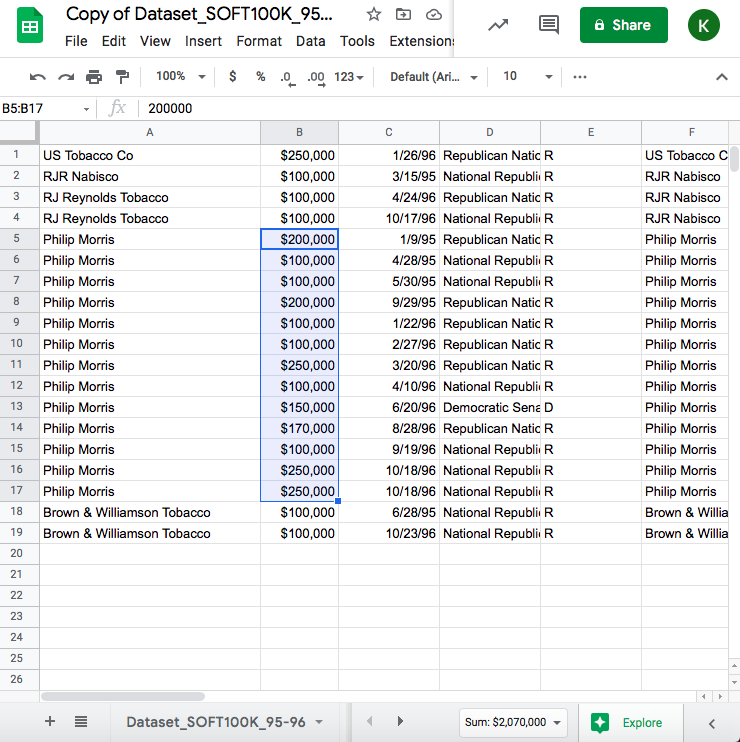 Copy of Dataset_SOFT100K_95...
File Edit View Insert Format Data Tools Extensions
Share
K
100% $ % .0 .00 123 Default (Ari... 10 ...
B5:B17 fx 200000
A B C D E F
1 US Tobacco Co $250,000 1/26/96 Republican Natic R US Tobacco C
2 RJR Nabisco $100,000 3/15/95 National Republi R RJR Nabisco
3 RJ Reynolds Tobacco $100,000 4/24/96 Republican Natic R RJR Nabisco
4 RJ Reynolds Tobacco $100,000 10/17/96 National Republi R RJR Nabisco
5 Philip Morris $200,000 1/9/95 Republican Natic R Philip Morris
6 Philip Morris $100,000 4/28/95 National Republi R Philip Morris
7 Philip Morris $100,000 5/30/95 National Republi R Philip Morris
8 Philip Morris $200,000 9/29/95 Republican Natic R Philip Morris
9 Philip Morris $100,000 1/22/96 Republican Natic R Philip Morris
10 Philip Morris $100,000 2/27/96 Republican Natic R Philip Morris
11 Philip Morris $250,000 3/20/96 Republican Natic R Philip Morris
12 Philip Morris $100,000 4/10/96 National Republi R Philip Morris
13 Philip Morris $150,000 6/20/96 Democratic Sena D Philip Morris
14 Philip Morris $170,000 8/28/96 Republican Natic R Philip Morris
15 Philip Morris $100,000 9/19/96 National Republi R Philip Morris
16 Philip Morris $250,000 10/18/96 National Republi R Philip Morris
17 Philip Morris $250,000 10/18/96 National Republi R Philip Morris
18 Brown & Williamson Tobacco $100,000 6/28/95 National Republi R Brown & Willia
19 Brown & Williamson Tobacco $100,000 10/23/96 National Republi R Brown & Willia
20
21
22
23
24
25
26
Dataset_SOFT100K_95-96 Sum: $2,070,000 Explore